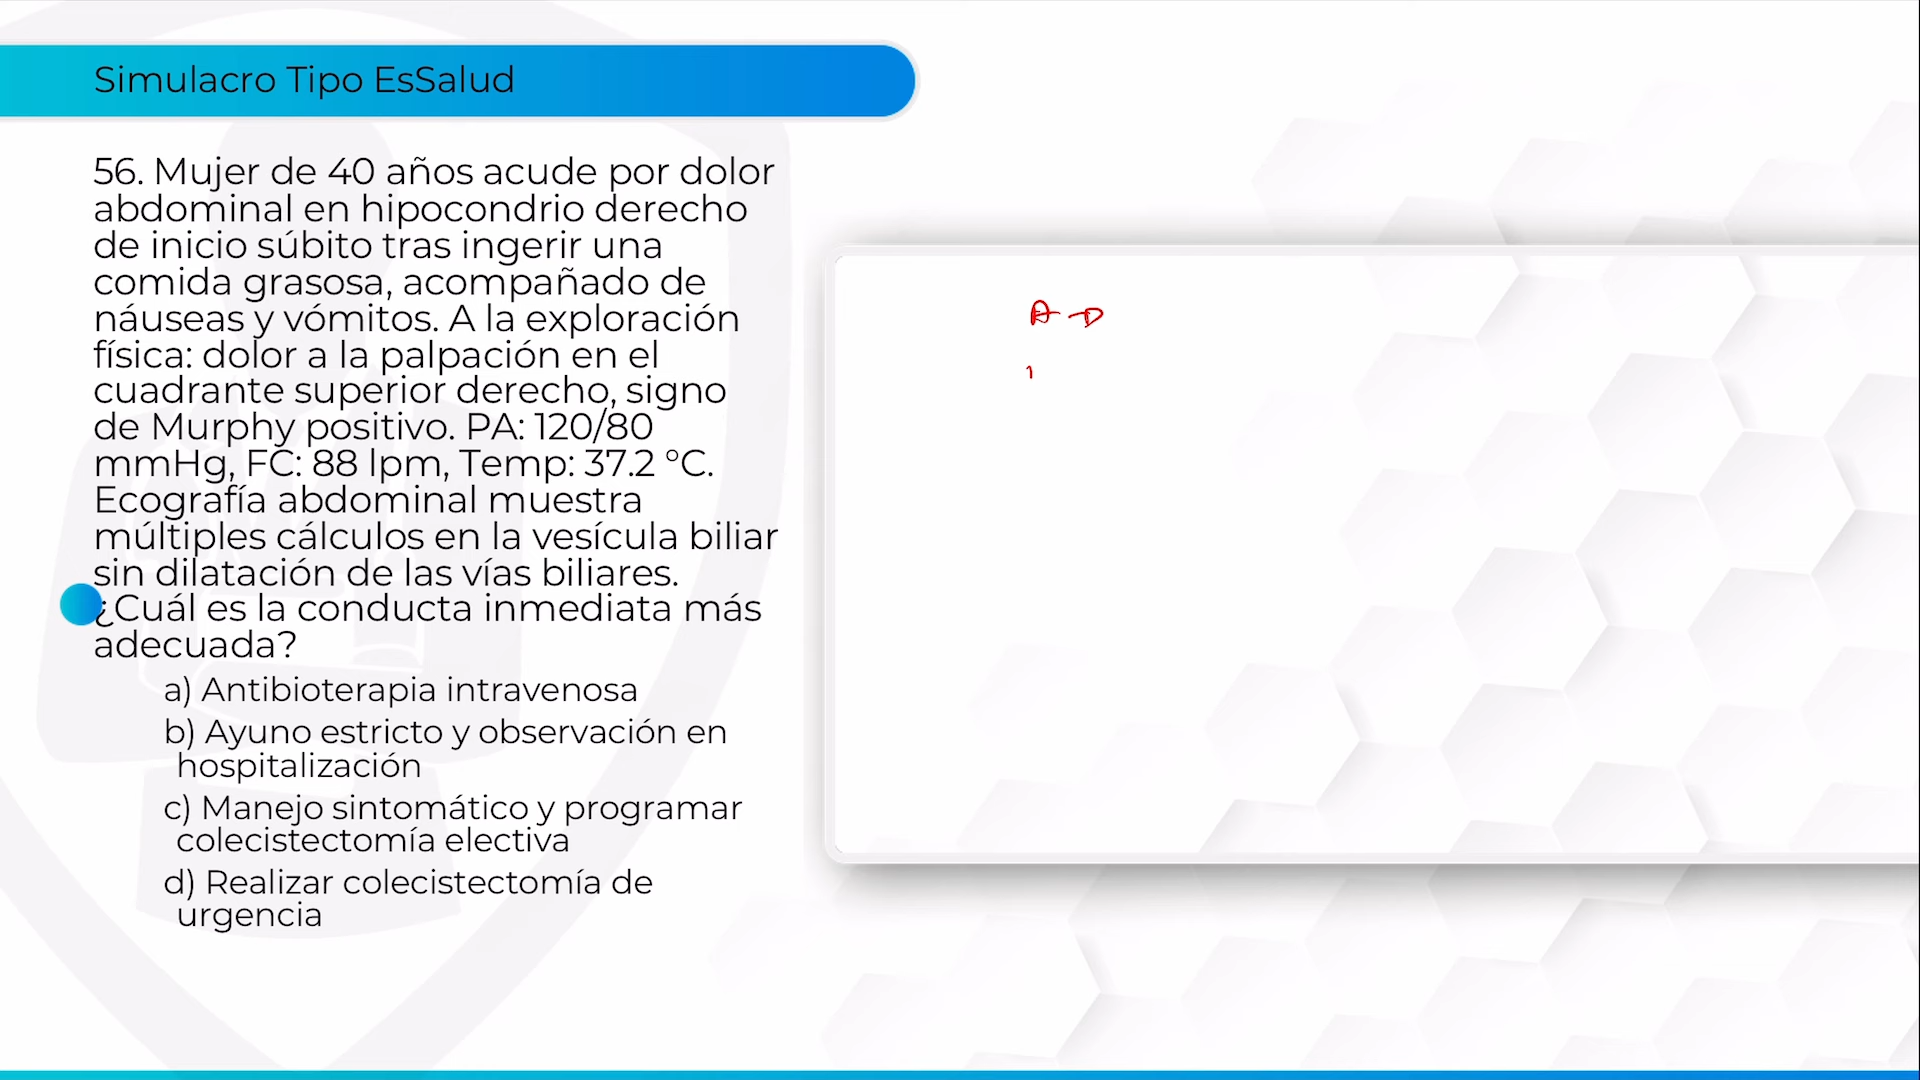 Simulacro Tipo EsSalud
56. Mujer de 40 años acude por dolor
abdominal en hipocondrio derecho
de inicio súbito tras ingerir una
comida grasosa, acompañado de
náuseas y vómitos. A la exploración
física: dolor a la palpación en el
cuadrante superior derecho, signo
de Murphy positivo. PA: 120/80
mmHg, FC: 88 lpm, Temp: 37.2 °C.
Ecografía abdominal muestra
múltiples cálculos en la vesícula biliar
sin dilatación de las vías biliares.
¿Cuál es la conducta inmediata más
adecuada?
a) Antibioterapia intravenosa
b) Ayuno estricto y observación en
hospitalización
c) Manejo sintomático y programar
colecistectomía electiva
d) Realizar colecistectomía de
urgencia